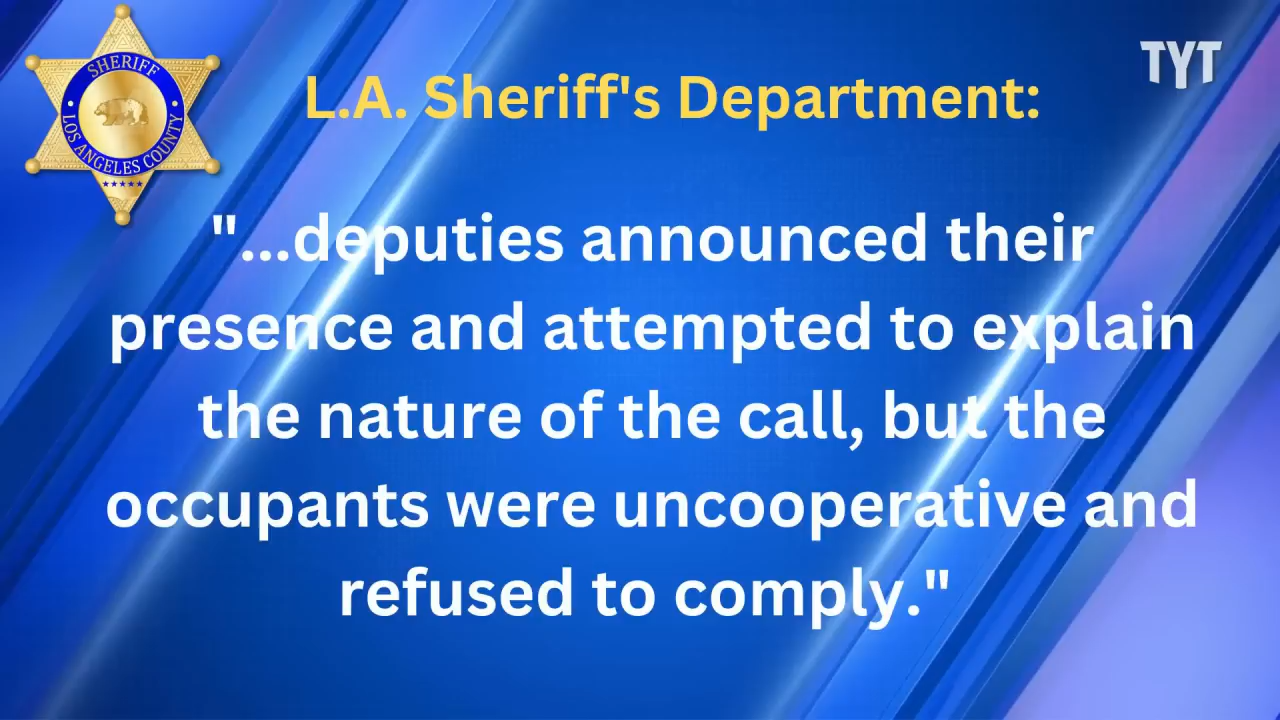 SHERIFF
LOS ANGELES COUNTY
TYT
L.A. Sheriff's Department:
"...deputies announced their
presence and attempted to explain
the nature of the call, but the
occupants were uncooperative and
refused to comply."